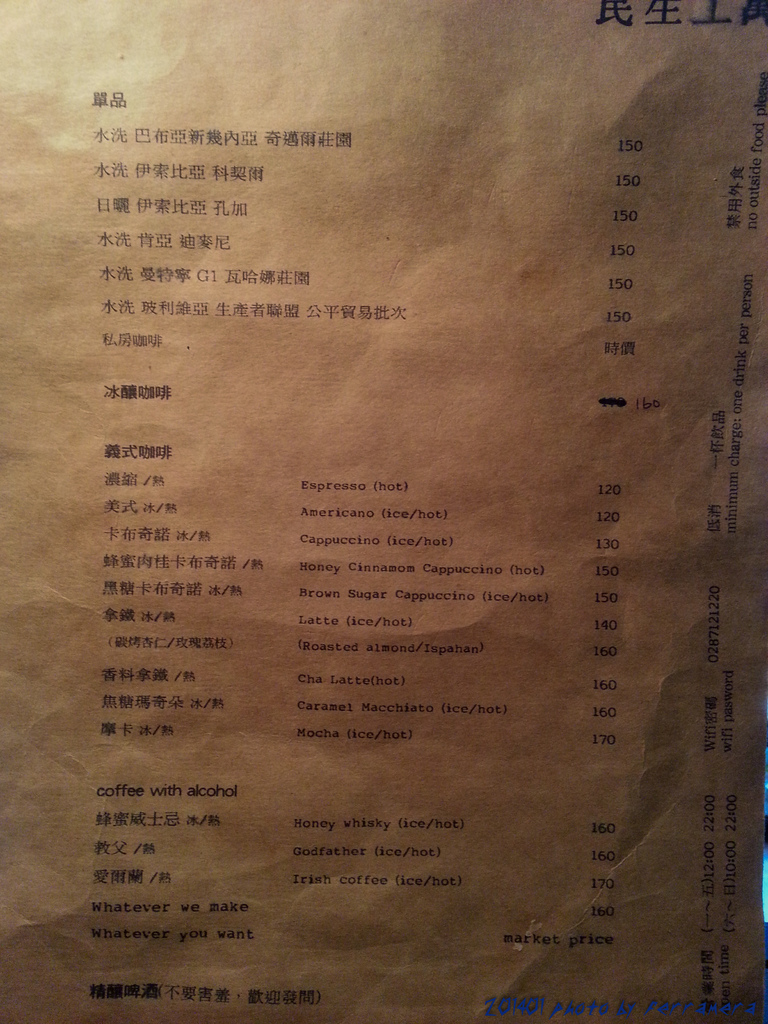 民生工
單品
水洗 巴布亞新幾內亞 奇邁爾莊園 150
水洗 伊索比亞 科契爾 150
日曬 伊索比亞 孔加 150
水洗 肯亞 迪麥尼 150
水洗 曼特寧 G1 瓦哈娜莊園 150
水洗 玻利維亞 生產者聯盟 公平貿易批次 150
私房咖啡 時價
冰釀咖啡 160
義式咖啡
濃縮 /熱 Espresso (hot) 120
美式 冰/熱 Americano (ice/hot) 120
卡布奇諾 冰/熱 Cappuccino (ice/hot) 130
蜂蜜肉桂卡布奇諾 /熱 Honey Cinnamom Cappuccino (hot) 150
黑糖卡布奇諾 冰/熱 Brown Sugar Cappuccino (ice/hot) 150
拿鐵 冰/熱 Latte (ice/hot) 140
（碳烤杏仁/玫瑰荔枝） (Roasted almond/Ispahan) 160
香料拿鐵 /熱 Cha Latte(hot) 160
焦糖瑪奇朵 冰/熱 Caramel Macchiato (ice/hot) 160
摩卡 冰/熱 Mocha (ice/hot) 170
coffee with alcohol
蜂蜜威士忌 冰/熱 Honey whisky (ice/hot) 160
教父 /熱 Godfather (ice/hot) 160
愛爾蘭 /熱 Irish coffee (ice/hot) 170
Whatever we make 160
Whatever you want market price
精釀啤酒(不要害羞，歡迎發問)
營業時間 (一～五)12:00 22:00
open time (六～日)10:00 22:00
Wifi密碼 0287121220
wifi pasword
低消 一杯飲品
minimum charge: one drink per person
禁用外食
no outside food please
201401 photo by ferranera